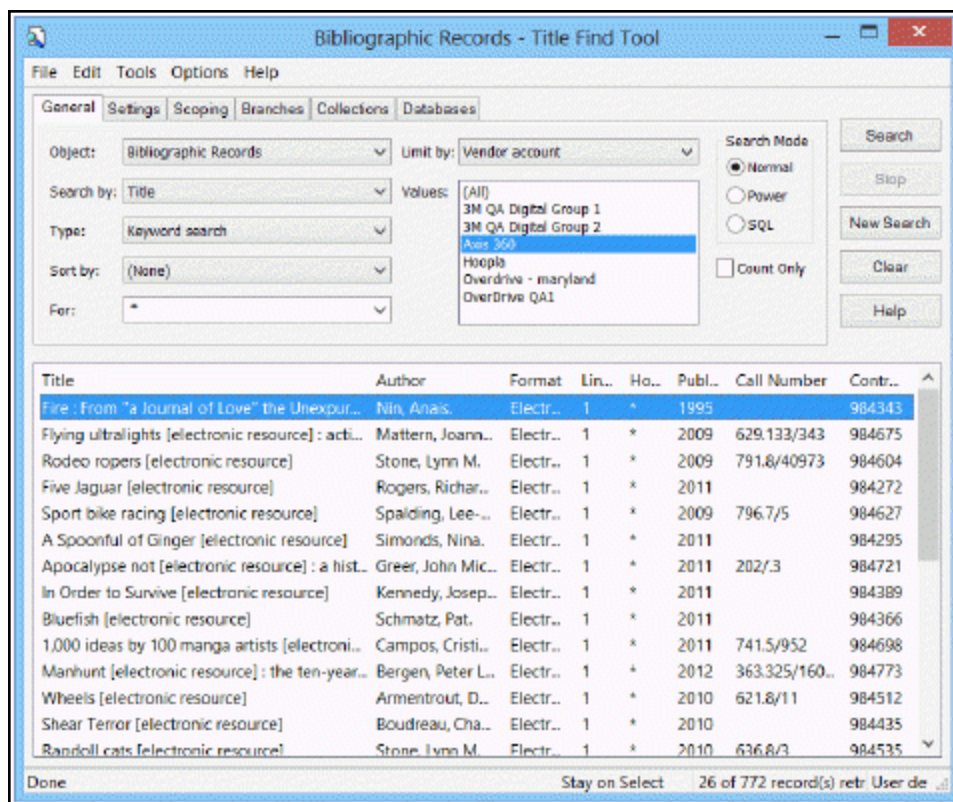 Bibliographic Records - Title Find Tool
File Edit Tools Options Help
General Settings Scoping Branches Collections Databases
Object: Bibliographic Records Limit by: Vendor account Search Mode Search
Normal
Search by: Title Values: (All) Power Stop
3M QA Digital Group 1
3M QA Digital Group 2 SQL New Search
Type: Keyword search Axis 360
Hoopla
Sort by: (None) Overdrive - maryland Count Only Clear
OverDrive QA1
For: * Help
Title Author Format Lin... Ho... Publ... Call Number Contr...
Fire : From "a Journal of Love" the Unexpur... Nin, Anais. Electr... 1 * 1995 984343
Flying ultralights [electronic resource] : acti... Mattern, Joann... Electr... 1 * 2009 629.133/343 984675
Rodeo ropers [electronic resource] Stone, Lynn M. Electr... 1 * 2009 791.8/40973 984604
Five Jaguar [electronic resource] Rogers, Richar... Electr... 1 * 2011 984272
Sport bike racing [electronic resource] Spalding, Lee-... Electr... 1 * 2009 796.7/5 984627
A Spoonful of Ginger [electronic resource] Simonds, Nina. Electr... 1 * 2011 984295
Apocalypse not [electronic resource] : a hist... Greer, John Mic... Electr... 1 * 2011 202/.3 984721
In Order to Survive [electronic resource] Kennedy, Josep... Electr... 1 * 2011 984389
Bluefish [electronic resource] Schmatz, Pat. Electr... 1 * 2011 984366
1,000 ideas by 100 manga artists [electroni... Campos, Cristi... Electr... 1 * 2011 741.5/952 984698
Manhunt [electronic resource] : the ten-year... Bergen, Peter L... Electr... 1 * 2012 363.325/160... 984773
Wheels [electronic resource] Armentrout, D... Electr... 1 * 2010 621.8/11 984512
Shear Terror [electronic resource] Boudreau, Cha... Electr... 1 * 2010 984435
Ragdoll cats [electronic resource] Stone, Lynn M. Electr... 1 * 2010 636.8/3 984535
Done Stay on Select 26 of 772 record(s) retr User de